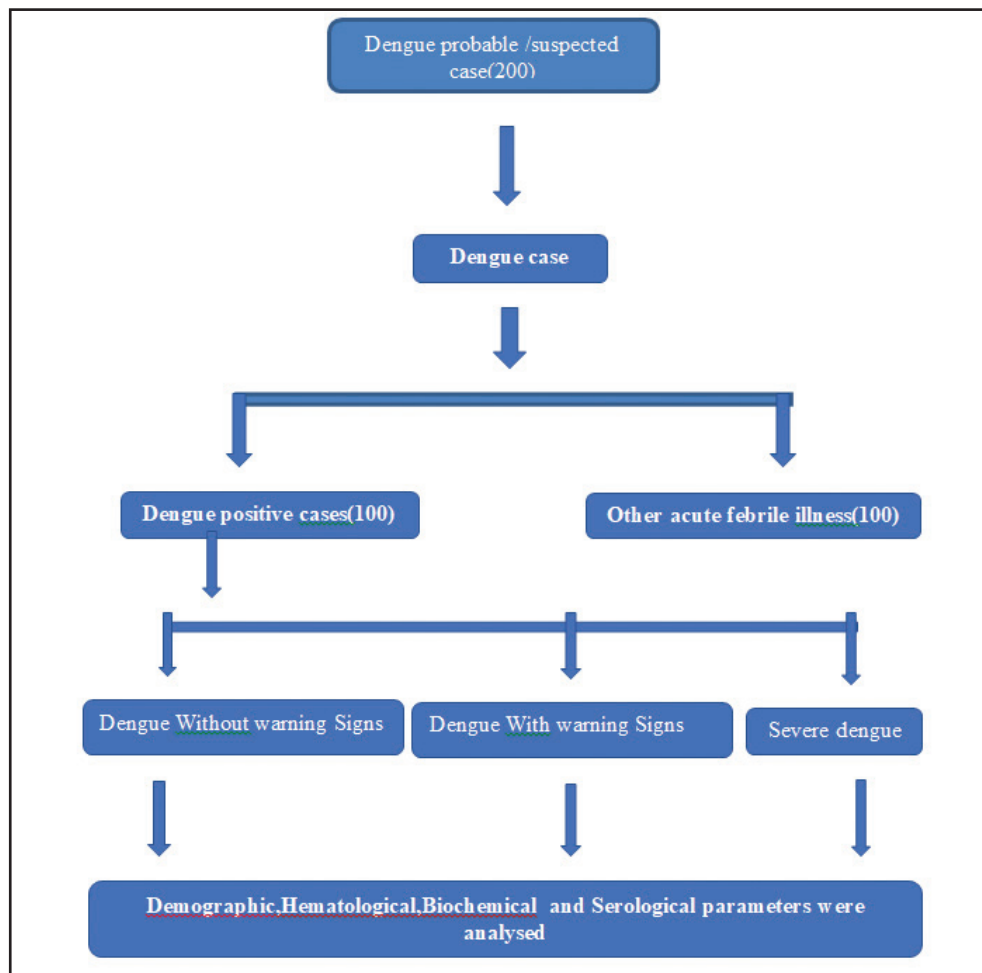 Dengue probable /suspected
case(200)
Dengue case
Dengue positive cases(100)
Other acute febrile illness(100)
Dengue Without warning Signs
Dengue With warning Signs
Severe dengue
Demographic,Hematological,Biochemical and Serological parameters were
analysed